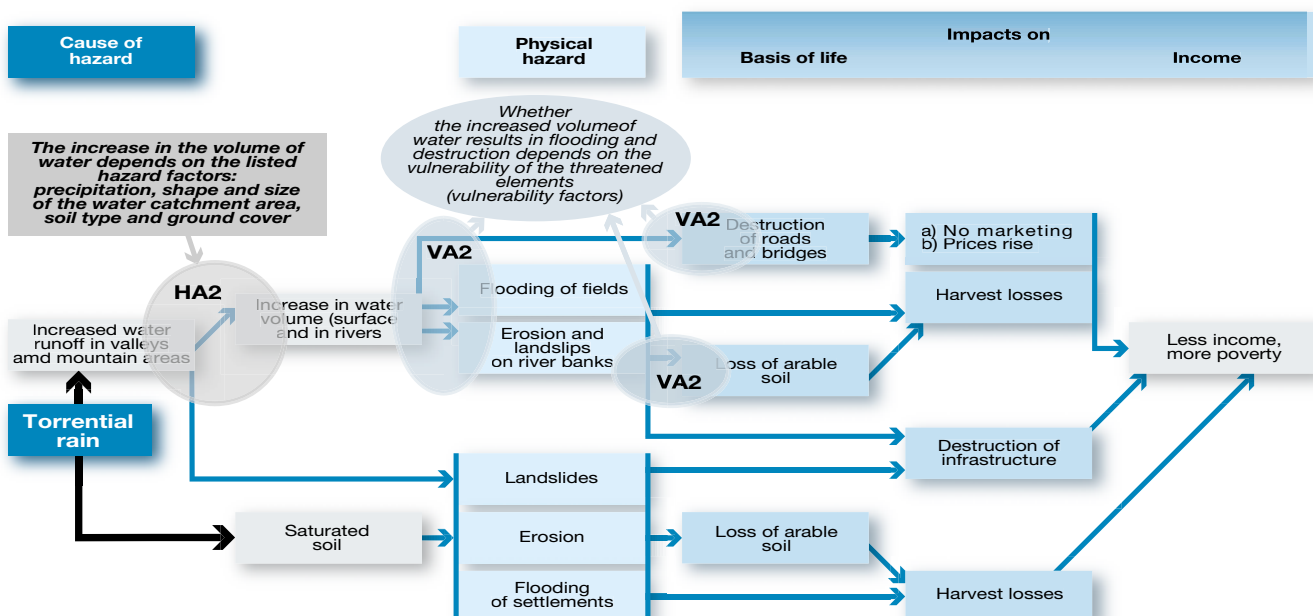 Cause of
hazard
Physical
hazard
Impacts on
Basis of life
Income
The increase in the volume of
water depends on the listed
hazard factors:
precipitation, shape and size
of the water catchment area,
soil type and ground cover
Whether
the increased volumeof
water results in flooding and
destruction depends on the
vulnerability of the threatened
elements
(vulnerability factors)
HA2
VA2
VA2
VA2
Increased water
runoff in valleys
amd mountain areas
Increase in water
volume (surface
and in rivers
Flooding of fields
Erosion and
landslips
on river banks
Destruction
of roads
and bridges
a) No marketing
b) Prices rise
Harvest losses
Loss of arable
soil
Less income,
more poverty
Torrential
rain
Destruction of
infrastructure
Landslides
Saturated
soil
Erosion
Loss of arable
soil
Flooding
of settlements
Harvest losses